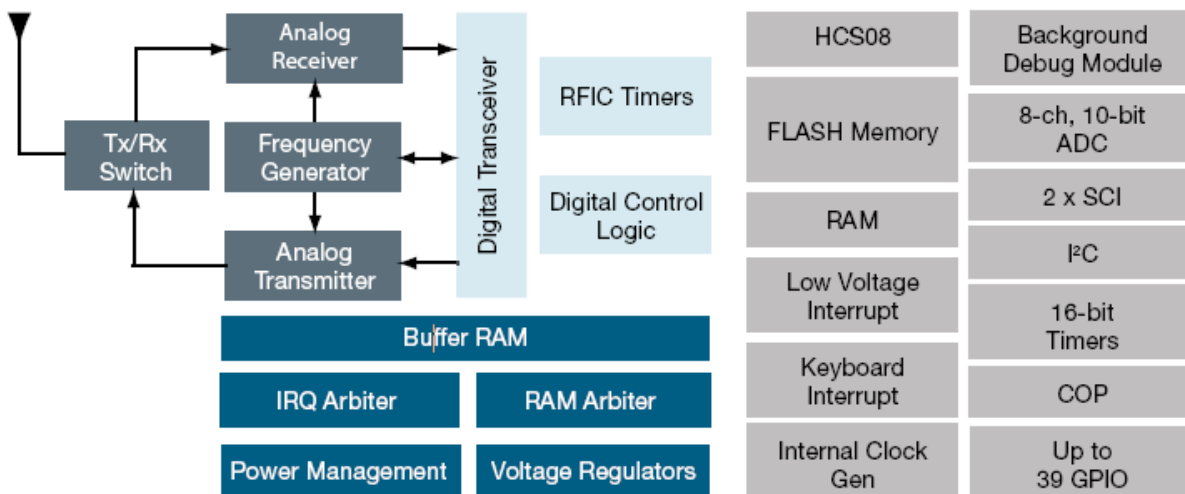 Analog
Receiver
Tx/Rx
Switch
Frequency
Generator
Analog
Transmitter
Digital Transceiver
RFIC Timers
Digital Control
Logic
Buffer RAM
IRQ Arbiter
RAM Arbiter
Power Management
Voltage Regulators
HCS08
FLASH Memory
RAM
Low Voltage
Interrupt
Keyboard
Interrupt
Internal Clock
Gen
Background
Debug Module
8-ch, 10-bit
ADC
2 x SCI
I²C
16-bit
Timers
COP
Up to
39 GPIO